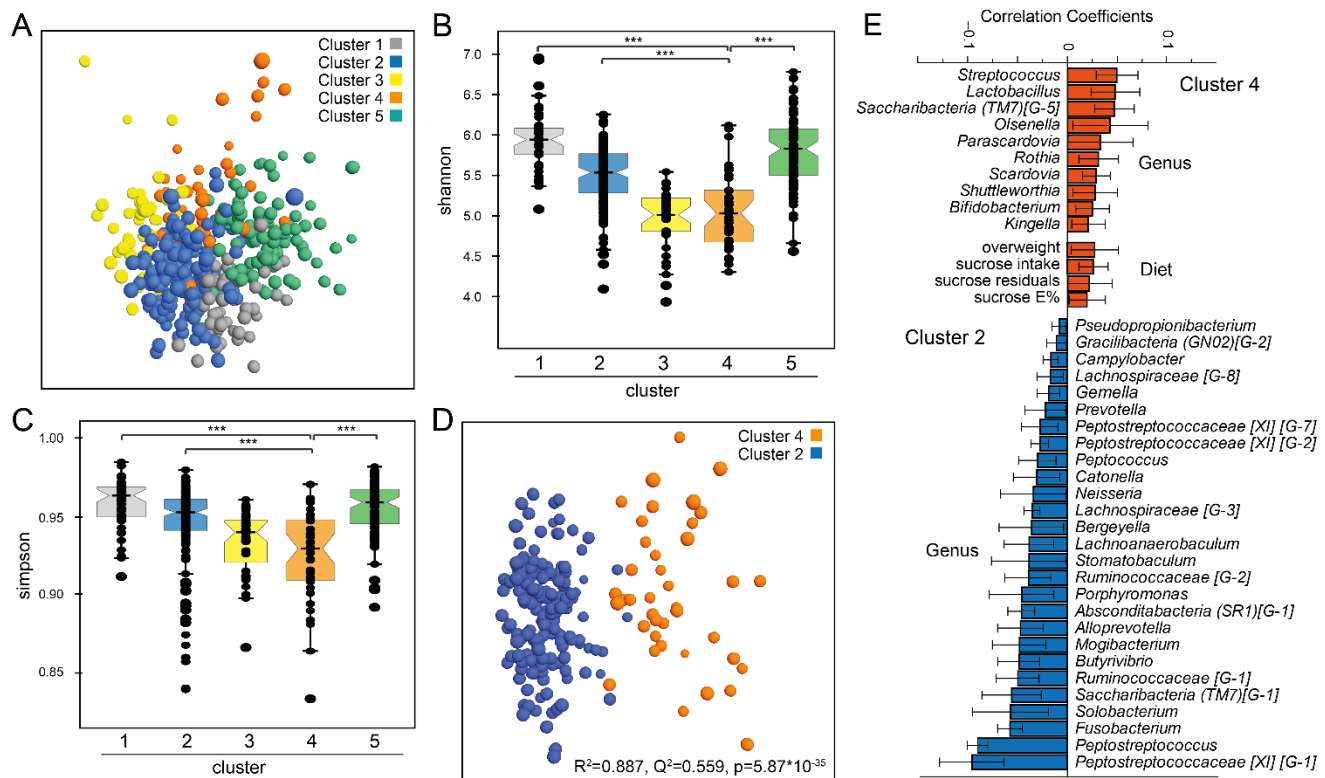 A
Cluster 1
Cluster 2
Cluster 3
Cluster 4
Cluster 5
B
***
***
***
7.0
6.5
6.0
5.5
5.0
4.5
4.0
shannon
1
2
3
4
5
cluster
C
***
***
***
1.00
0.95
0.90
0.85
simpson
1
2
3
4
5
cluster
D
Cluster 4
Cluster 2
R²=0.887, Q²=0.559, p=5.87*10⁻³⁵
E
Correlation Coefficients
-0.1
0
0.1
Cluster 4
Streptococcus
Lactobacillus
Saccharibacteria (TM7)[G-5]
Olsenella
Parascardovia
Rothia
Scardovia
Shuttleworthia
Bifidobacterium
Kingella
Genus
overweight
sucrose intake
sucrose residuals
sucrose E%
Diet
Cluster 2
Pseudopropionibacterium
Gracilibacteria (GN02)[G-2]
Campylobacter
Lachnospiraceae [G-8]
Gemella
Prevotella
Peptostreptococcaceae [XI] [G-7]
Peptostreptococcaceae [XI] [G-2]
Peptococcus
Catonella
Neisseria
Lachnospiraceae [G-3]
Bergeyella
Lachnoanaerobaculum
Stomatobaculum
Ruminococcaceae [G-2]
Porphyromonas
Absconditabacteria (SR1)[G-1]
Alloprevotella
Mogibacterium
Butyrivibrio
Ruminococcaceae [G-1]
Saccharibacteria (TM7)[G-1]
Solobacterium
Fusobacterium
Peptostreptococcus
Peptostreptococcaceae [XI] [G-1]
Genus